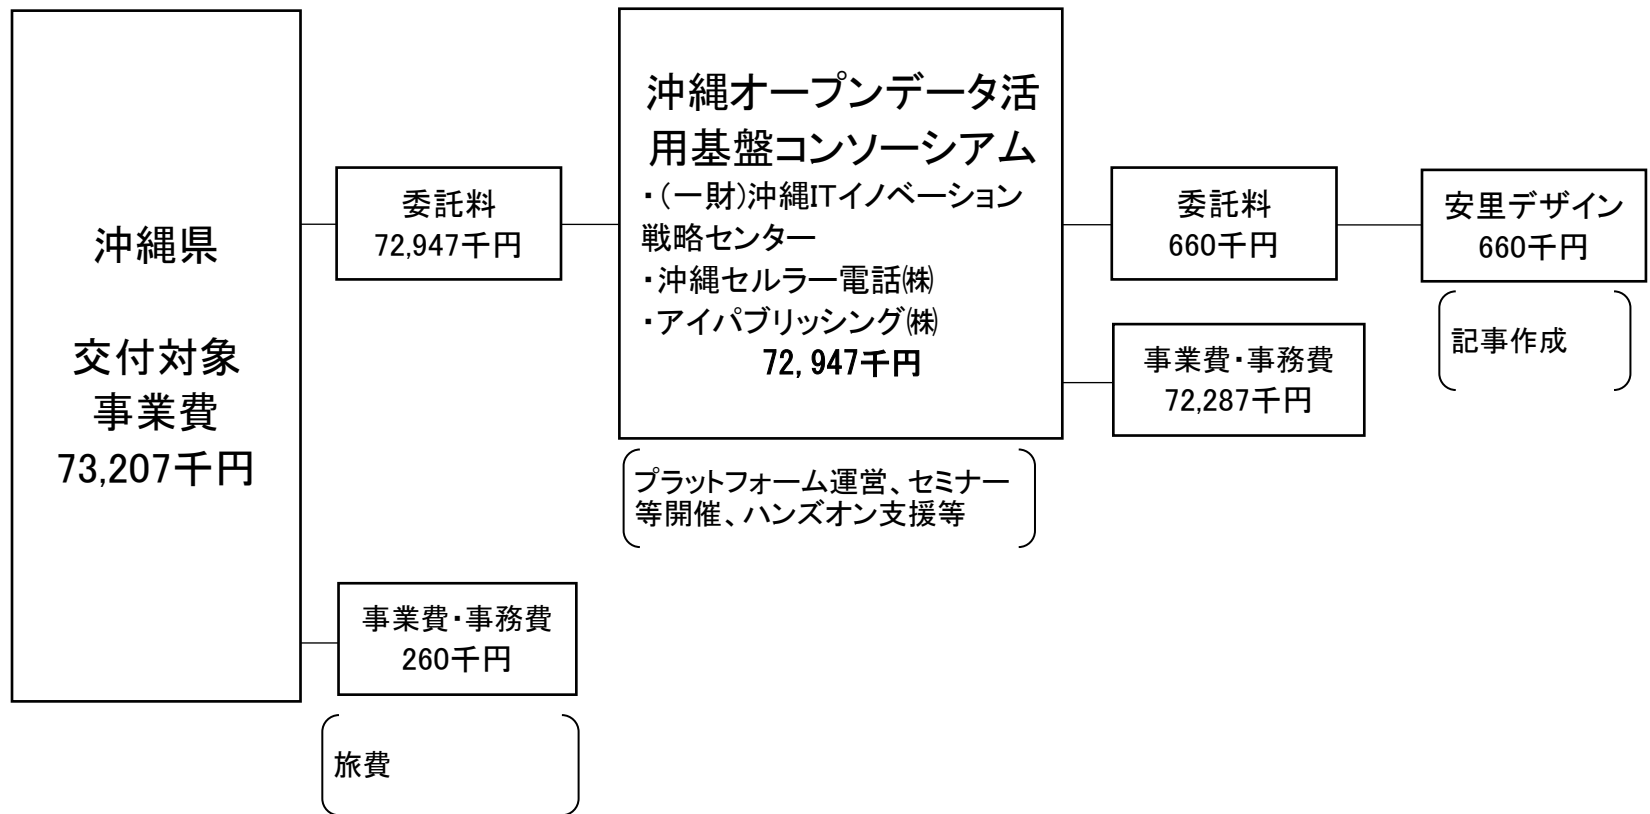 沖縄県
交付対象
事業費
73,207千円
委託料
72,947千円
沖縄オープンデータ活
用基盤コンソーシアム
・(一財)沖縄ITイノベーション
戦略センター
・沖縄セルラー電話㈱
・アイパブリッシング㈱
72,947千円
プラットフォーム運営、セミナー
等開催、ハンズオン支援等
委託料
660千円
安里デザイン
660千円
記事作成
事業費・事務費
72,287千円
事業費・事務費
260千円
旅費